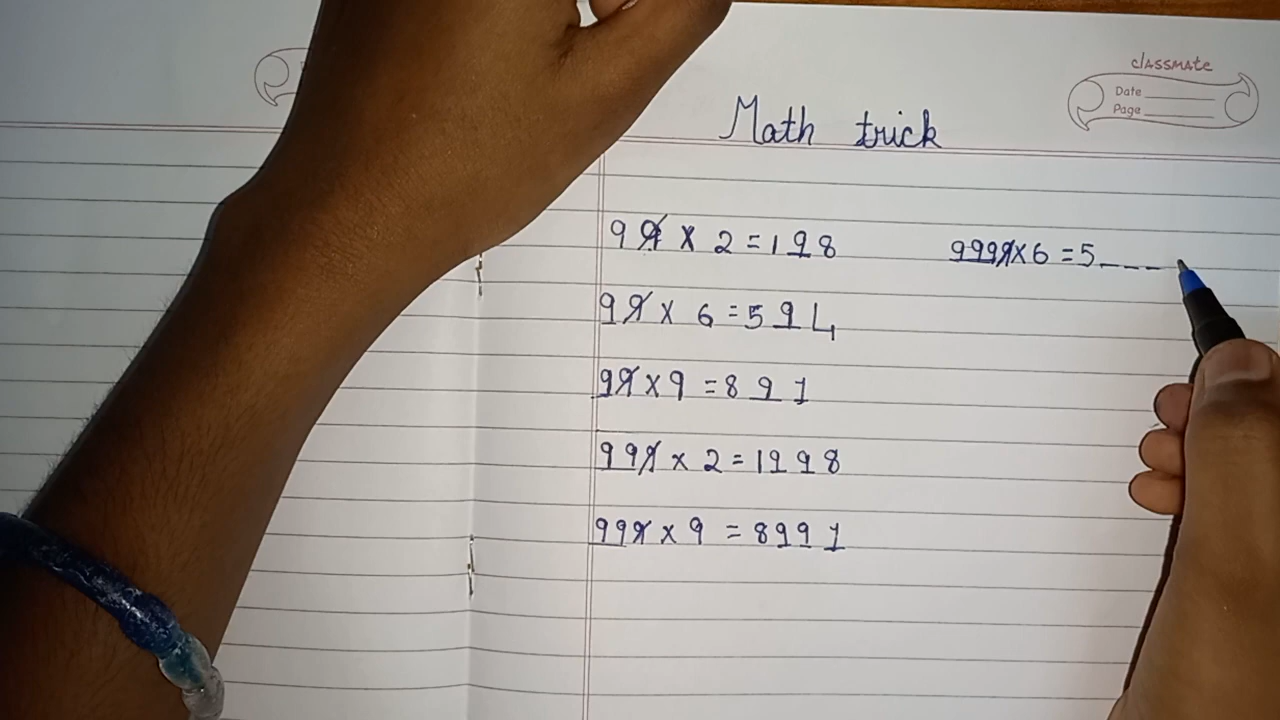 classmate
Date
Page
Math trick
99 x 2 = 198
99 x 6 = 594
99 x 9 = 891
999 x 2 = 1998
999 x 9 = 8991
9999 x 6 = 5____